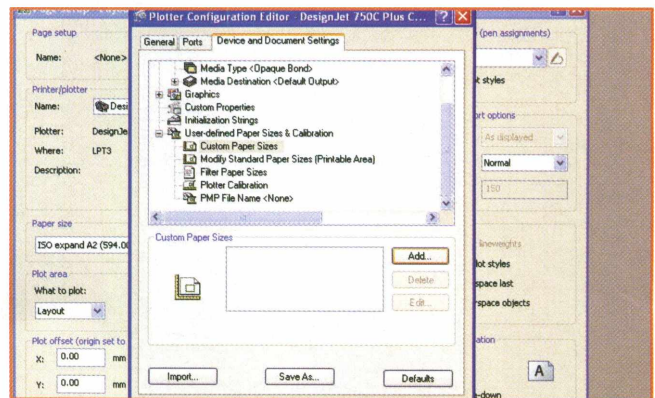 Plotter Configuration Editor - DesignJet 750C Plus C...
General Ports Device and Document Settings
Media Type <Opaque Bond>
Media Destination <Default Output>
Graphics
Custom Properties
Initialization Strings
User-defined Paper Sizes & Calibration
Custom Paper Sizes
Modify Standard Paper Sizes (Printable Area)
Filter Paper Sizes
Plotter Calibration
PMP File Name <None>
Custom Paper Sizes
Add...
Delete
Edit...
Import...
Save As...
Defaults
Page setup
Name: <None>
Printer/plotter
Name: Desi
Plotter: DesignJe
Where: LPT3
Description:
Paper size
ISO expand A2 (594.00
Plot area
What to plot:
Layout
Plot offset (origin set to
X: 0.00 mm
Y: 0.00 mm
(pen assignments)
t styles
ort options
As displayed
Normal
150
lineweights
lot styles
space last
space objects
ation
A
e-down